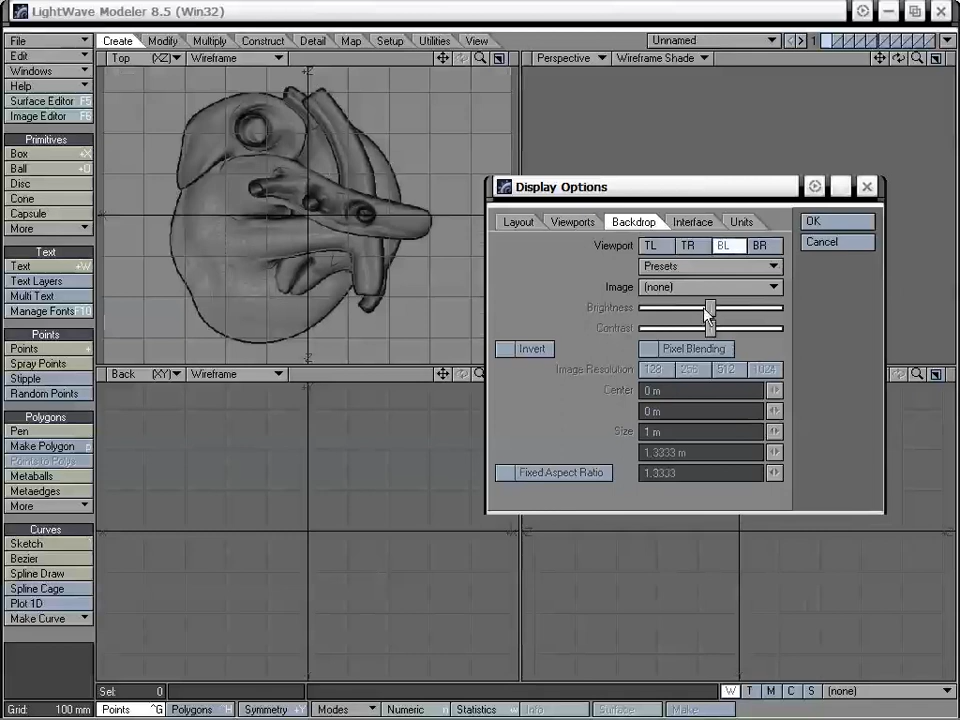 LightWave Modeler 8.5 (Win32)
File Create Modify Multiply Construct Detail Map Setup Utilities View Unnamed 1
Edit Top (XZ) Wireframe Perspective Wireframe Shade
Windows
Help
Surface Editor F5
Image Editor F6
Primitives
Box +X
Ball +O
Disc
Cone
Capsule
More
Text
Text +W
Text Layers
Multi Text
Manage Fonts F10
Points
Points +
Spray Points
Stipple
Random Points
Polygons
Pen
Make Polygon p
Points to Polys
Metaballs
Metaedges
More
Curves
Sketch
Bezier
Spline Draw
Spline Cage
Plot 1D
Make Curve
Display Options
Layout Viewports Backdrop Interface Units
OK
Cancel
Viewport TL TR BL BR
Presets
Image (none)
Brightness
Contrast
Invert Pixel Blending
Image Resolution 128 256 512 1024
Center 0 m
0 m
Size 1 m
1.3333 m
Fixed Aspect Ratio 1.3333
Back (XY) Wireframe
Sel: 0 W T M C S (none)
Grid: 100 mm Points ^G Polygons ^H Symmetry +Y Modes Numeric n Statistics w Info i Surface q Make